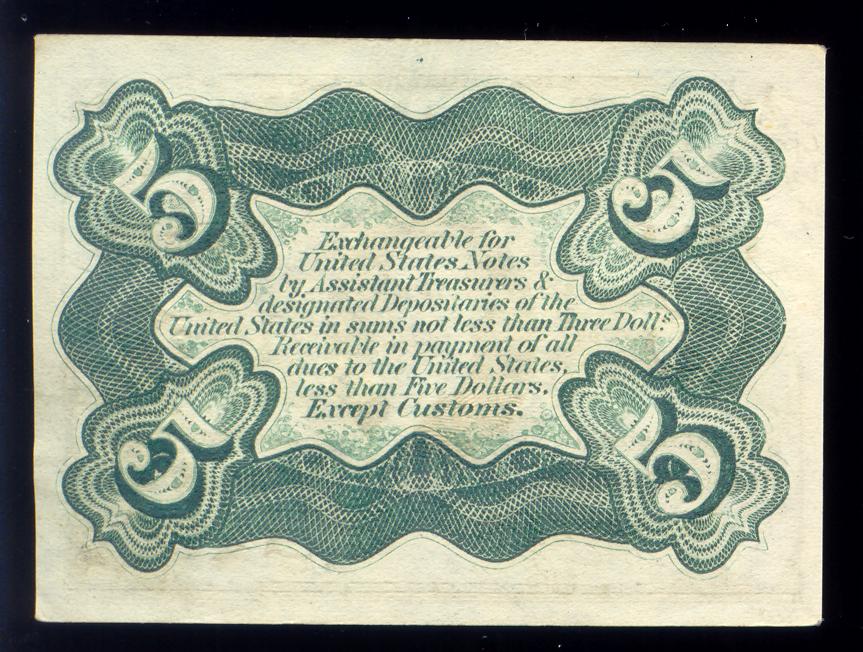 5 5
Exchangeable for
United States Notes
by Assistant Treasurers &
designated Depositaries of the
United States in sums not less than Three Doll.s
Receivable in payment of all
dues to the United States,
less than Five Dollars,
Except Customs.
5 5